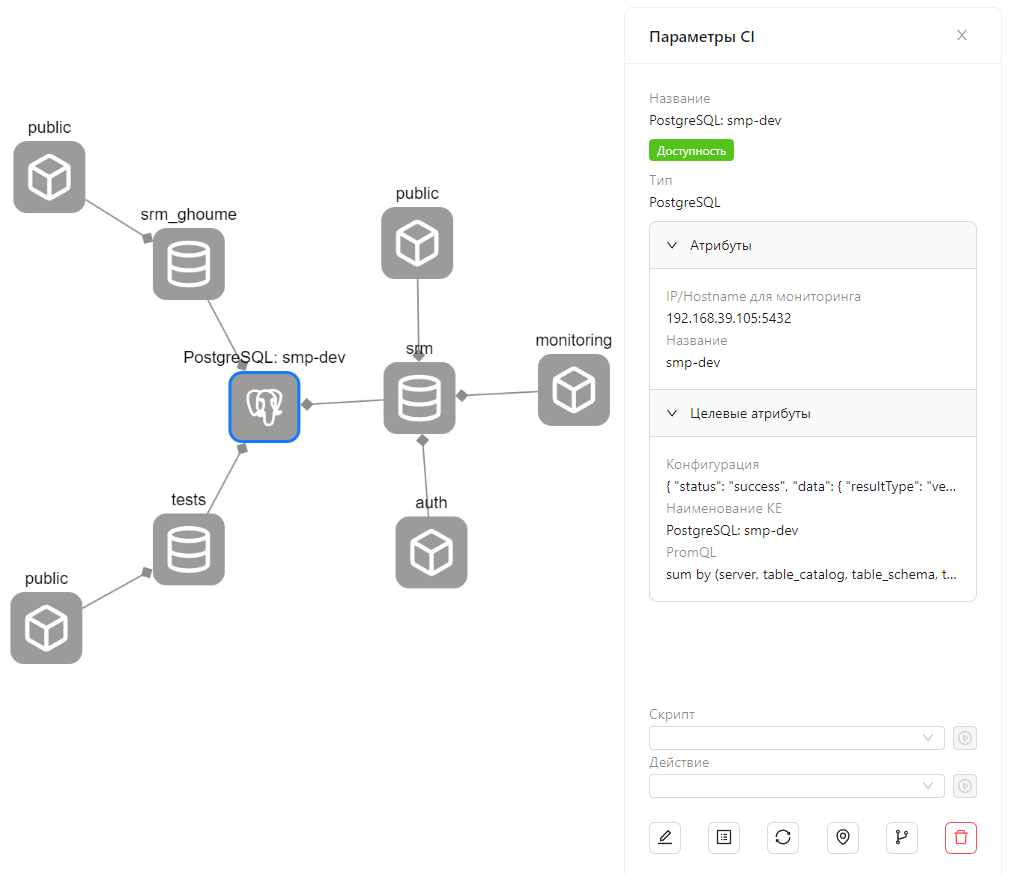 public
srm_ghoume
public
srm
monitoring
PostgreSQL: smp-dev
tests
auth
public
Параметры CI
Название
PostgreSQL: smp-dev
Доступность
Тип
PostgreSQL
Атрибуты
IP/Hostname для мониторинга
192.168.39.105:5432
Название
smp-dev
Целевые атрибуты
Конфигурация
{ "status": "success", "data": { "resultType": "ve...
Наименование КЕ
PostgreSQL: smp-dev
PromQL
sum by (server, table_catalog, table_schema, t...
Скрипт
Действие